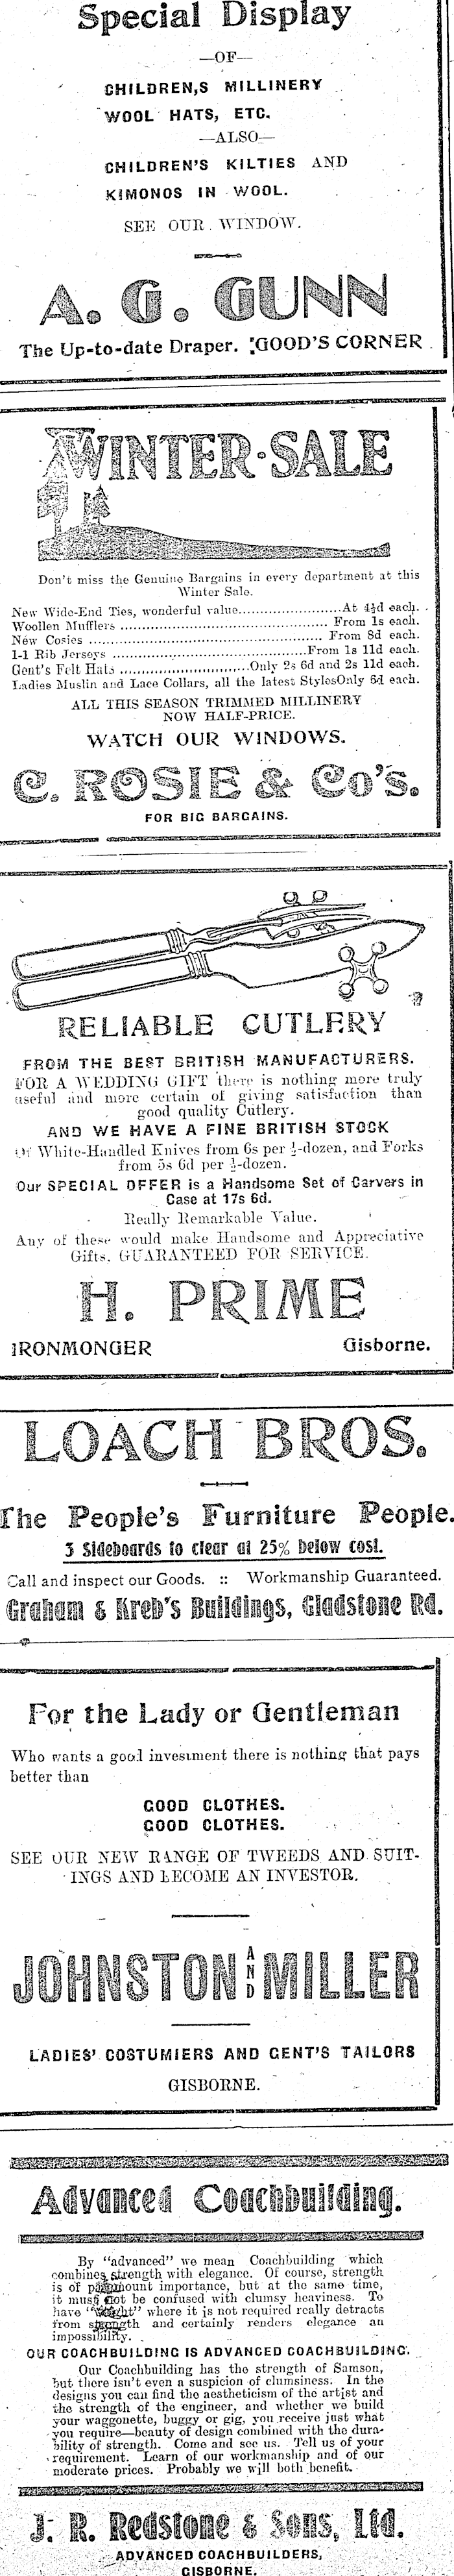 Special Display
—OF—
CHILDREN,S MILLINERY
WOOL HATS, ETC.
—ALSO—
CHILDREN'S KILTIES AND
KIMONOS IN WOOL.
SEE OUR WINDOW.
A. G. GUNN
The Up-to-date Draper. GOOD'S CORNER
WINTER-SALE
Don't miss the Genuine Bargains in every department at this
Winter Sale.
New Wide-End Ties, wonderful value........................At 4½d each.
Woollen Mufflers .................................................. From 1s each.
New Cosies ......................................................... From 8d each.
1-1 Rib Jerseys ..............................................From 1s 11d each.
Gent's Felt Hats ..............................Only 2s 6d and 2s 11d each.
Ladies Muslin and Lace Collars, all the latest StylesOnly 6d each.
ALL THIS SEASON TRIMMED MILLINERY
NOW HALF-PRICE.
WATCH OUR WINDOWS.
C. ROSIE & Co's.
FOR BIG BARGAINS.
RELIABLE CUTLERY
FROM THE BEST BRITISH MANUFACTURERS.
FOR A WEDDING GIFT there is nothing more truly
useful and more certain of giving satisfaction than
good quality Cutlery.
AND WE HAVE A FINE BRITISH STOCK
Of White-Handled Knives from 6s per ½-dozen, and Forks
from 5s 6d per ½-dozen.
Our SPECIAL OFFER is a Handsome Set of Carvers in
Case at 17s 6d.
Really Remarkable Value.
Any of these would make Handsome and Appreciative
Gifts. GUARANTEED FOR SERVICE.
H. PRIME
IRONMONGER Gisborne.
LOACH BROS.
The People's Furniture People.
3 Sideboards to clear at 25% below cost.
Call and inspect our Goods. :: Workmanship Guaranteed.
Graham & Kreb's Buildings, Gladstone Rd.
For the Lady or Gentleman
Who wants a good investment there is nothing that pays
better than
GOOD CLOTHES.
GOOD CLOTHES.
SEE OUR NEW RANGE OF TWEEDS AND SUIT-
INGS AND BECOME AN INVESTOR.
JOHNSTON AND MILLER
LADIES' COSTUMIERS AND GENT'S TAILORS
GISBORNE.
Advanced Coachbuilding.
By "advanced" we mean Coachbuilding which
combines strength with elegance. Of course, strength
is of paramount importance, but at the same time,
it must not be confused with clumsy heaviness. To
have "weight" where it is not required really detracts
from strength and certainly renders elegance an
impossibility.
OUR COACHBUILDING IS ADVANCED COACHBUILDING.
Our Coachbuilding has the strength of Samson,
but there isn't even a suspicion of clumsiness. In the
designs you can find the aestheticism of the artist and
the strength of the engineer, and whether we build
your waggonette, buggy or gig, you receive just what
you require—beauty of design combined with the dura-
bility of strength. Come and see us. Tell us of your
requirement. Learn of our workmanship and of our
moderate prices. Probably we will both benefit.
J. R. Redstone & Sons, Ltd.
ADVANCED COACHBUILDERS,
GISBORNE.